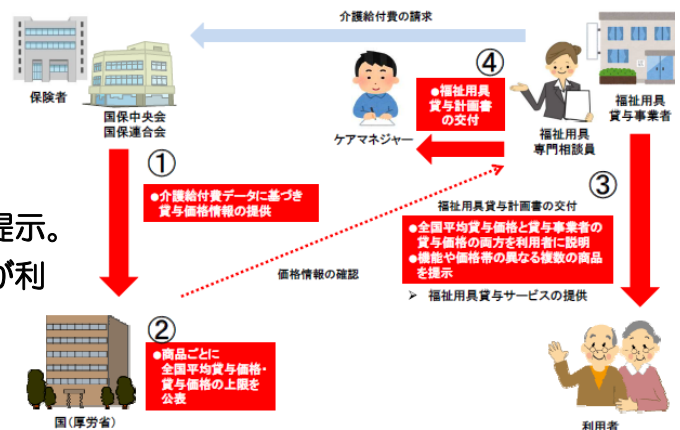 介護給付費の請求
保険者
国保中央会
国保連合会
ケアマネジャー
④
●福祉用具
貸与計画書
の交付
福祉用具
専門相談員
福祉用具
貸与事業者
①
●介護給付費データに基づき
貸与価格情報の提供
③
福祉用具貸与計画書の交付
●全国平均貸与価格と貸与事業者の
貸与価格の両方を利用者に説明
●機能や価格帯の異なる複数の商品
を提示
➢ 福祉用具貸与サービスの提供
提示。
が利
価格情報の確認
②
●商品ごとに
全国平均貸与価格・
貸与価格の上限を
公表
国(厚労省)
利用者